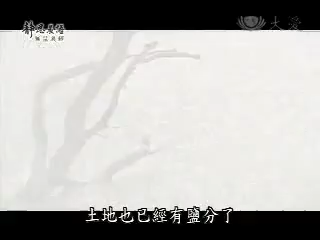 靜思晨語
大愛
土地也已經有鹽分了